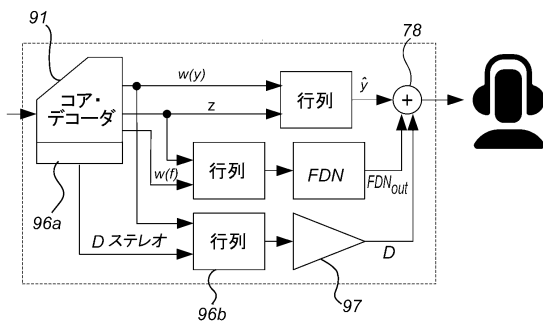 91
78
コア・
デコーダ
w(y)
z
行列
ŷ
+
w(f)
行列
FDN
FDNout
96a
D ステレオ
行列
D
96b
97